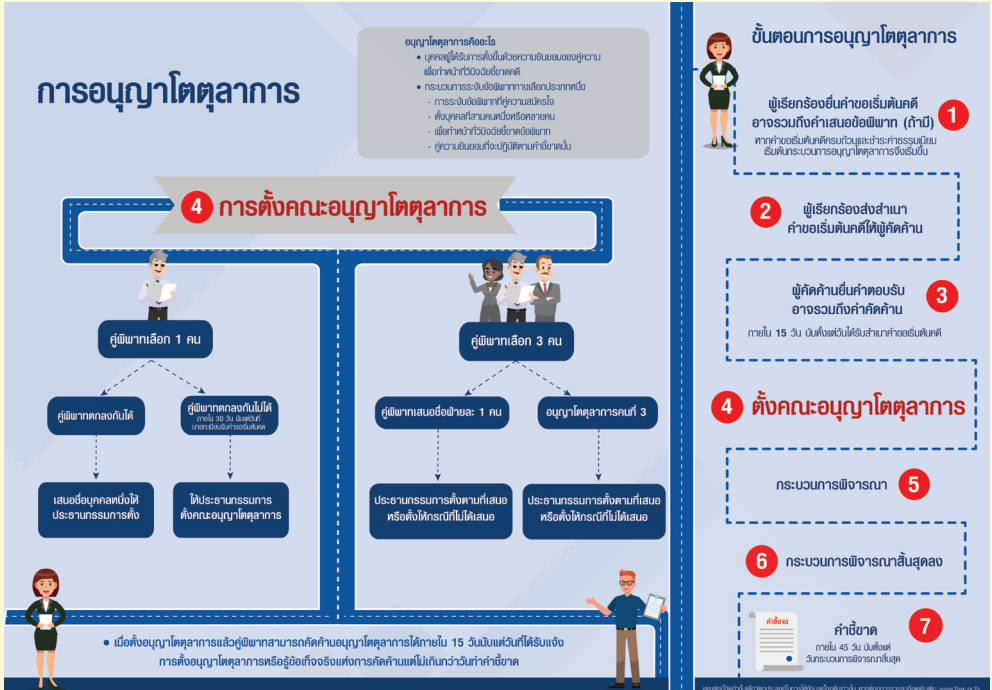 การอนุญาโตตุลาการ
อนุญาโตตุลาการคืออะไร
• บุคคลผู้ได้รับการตั้งขึ้นด้วยความยินยอมของคู่ความ
เพื่อทำหน้าที่วินิจฉัยชี้ขาดคดี
• กระบวนการระงับข้อพิพาททางเลือกประเภทหนึ่ง
- การระงับข้อพิพาทที่คู่ความสมัครใจ
- ตั้งบุคคลที่สามคนหนึ่งหรือหลายคน
- เพื่อทำหน้าที่วินิจฉัยชี้ขาดข้อพิพาท
- คู่ความยินยอมที่จะปฏิบัติตามคำชี้ขาดนั้น
4 การตั้งคณะอนุญาโตตุลาการ
คู่พิพาทเลือก 1 คน
คู่พิพาทตกลงกันได้
คู่พิพาทตกลงกันไม่ได้
ภายใน 30 วัน นับแต่วันที่
นายทะเบียนรับคำขอเริ่มต้นคดี
เสนอชื่อบุคคลหนึ่งให้
ประธานกรรมการตั้ง
ให้ประธานกรรมการ
ตั้งคณะอนุญาโตตุลาการ
คู่พิพาทเลือก 3 คน
คู่พิพาทเสนอชื่อฝ่ายละ 1 คน
อนุญาโตตุลาการคนที่ 3
ประธานกรรมการตั้งตามที่เสนอ
หรือตั้งให้กรณีที่ไม่ได้เสนอ
ประธานกรรมการตั้งตามที่เสนอ
หรือตั้งให้กรณีที่ไม่ได้เสนอ
• เมื่อตั้งอนุญาโตตุลาการแล้วคู่พิพาทสามารถคัดค้านอนุญาโตตุลาการได้ภายใน 15 วันนับแต่วันที่ได้รับแจ้ง
การตั้งอนุญาโตตุลาการหรือรู้ข้อเท็จจริงแห่งการคัดค้านแต่ไม่เกินกว่าวันทำคำชี้ขาด
ขั้นตอนการอนุญาโตตุลาการ
ผู้เรียกร้องยื่นคำขอเริ่มต้นคดี
อาจรวมถึงคำเสนอข้อพิพาท (ถ้ามี)
1
หากคำขอเริ่มต้นคดีครบถ้วนและชำระค่าธรรมเนียม
เริ่มต้นกระบวนการอนุญาโตตุลาการจึงเริ่มขึ้น
2
ผู้เรียกร้องส่งสำเนา
คำขอเริ่มต้นคดีให้ผู้คัดค้าน
ผู้คัดค้านยื่นคำตอบรับ
อาจรวมถึงคำคัดค้าน
3
ภายใน 15 วัน นับตั้งแต่วันได้รับสำเนาคำขอเริ่มต้นคดี
4 ตั้งคณะอนุญาโตตุลาการ
กระบวนการพิจารณา 5
6 กระบวนการพิจารณาสิ้นสุดลง
คำชี้ขาด
คำชี้ขาด
7
ภายใน 45 วัน นับตั้งแต่
วันกระบวนการพิจารณาสิ้นสุด